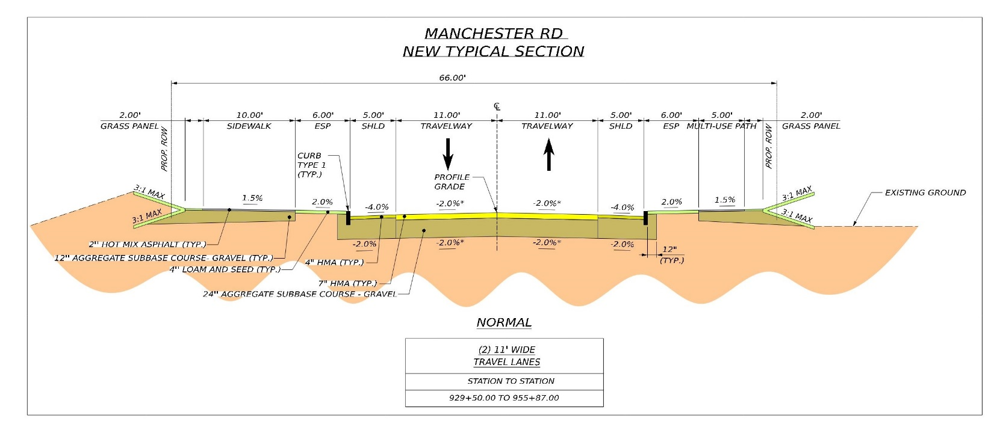 MANCHESTER RD
NEW TYPICAL SECTION
66.00'
℄
2.00'
10.00'
6.00'
5.00'
11.00'
11.00'
5.00'
6.00'
5.00'
2.00'
GRASS PANEL
SIDEWALK
ESP
SHLD
TRAVELWAY
TRAVELWAY
SHLD
ESP
MULTI-USE PATH
GRASS PANEL
PROP. ROW
PROP. ROW
CURB
TYPE 1
(TYP.)
PROFILE
GRADE
3:1 MAX
3:1 MAX
1.5%
2.0%
-4.0%
-2.0%*
-2.0%*
-4.0%
2.0%
1.5%
3:1 MAX
3:1 MAX
EXISTING GROUND
-2.0%
-2.0%*
-2.0%*
-2.0%
12"
(TYP.)
2" HOT MIX ASPHALT (TYP.)
12" AGGREGATE SUBBASE COURSE- GRAVEL (TYP.)
4" LOAM AND SEED (TYP.)
4" HMA (TYP.)
7" HMA (TYP.)
24" AGGREGATE SUBBASE COURSE - GRAVEL
NORMAL
(2) 11' WIDE
TRAVEL LANES
STATION TO STATION
929+50.00 TO 955+87.00